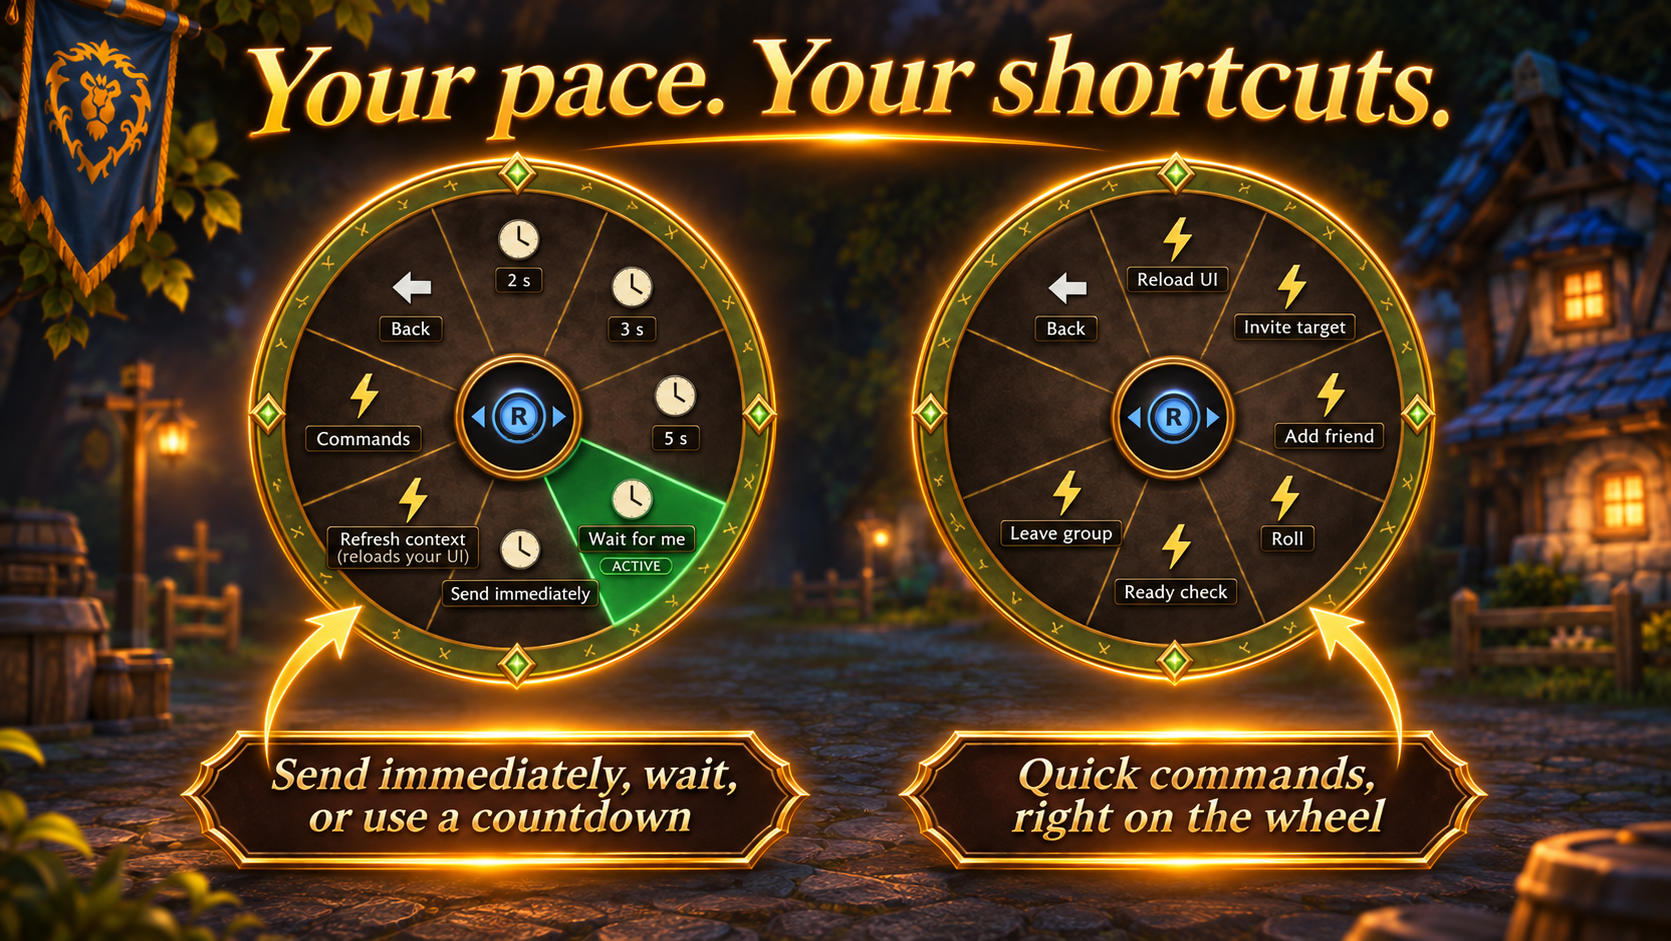 Your pace. Your shortcuts.
2 s
3 s
5 s
Wait for me
ACTIVE
Send immediately
Refresh context
(reloads your UI)
Commands
Back
R
Reload UI
Invite target
Add friend
Roll
Ready check
Leave group
Back
R
Send immediately, wait,
or use a countdown
Quick commands,
right on the wheel